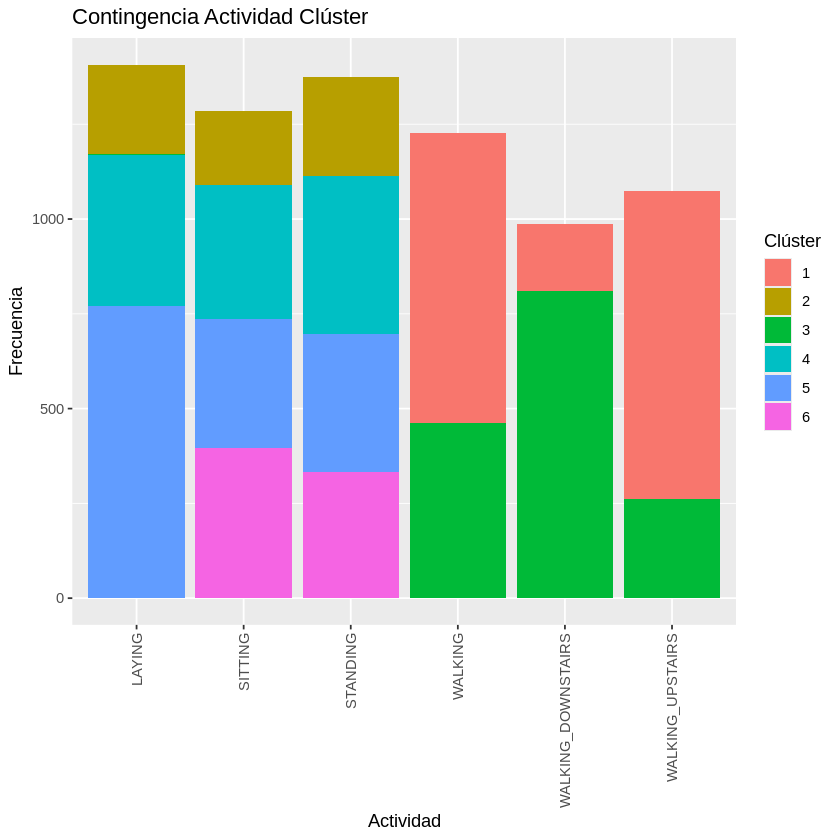 Contingencia Actividad Clúster
Frecuencia
1000
500
0
LAYING
SITTING
STANDING
WALKING
WALKING_DOWNSTAIRS
WALKING_UPSTAIRS
Actividad
Clúster
1
2
3
4
5
6